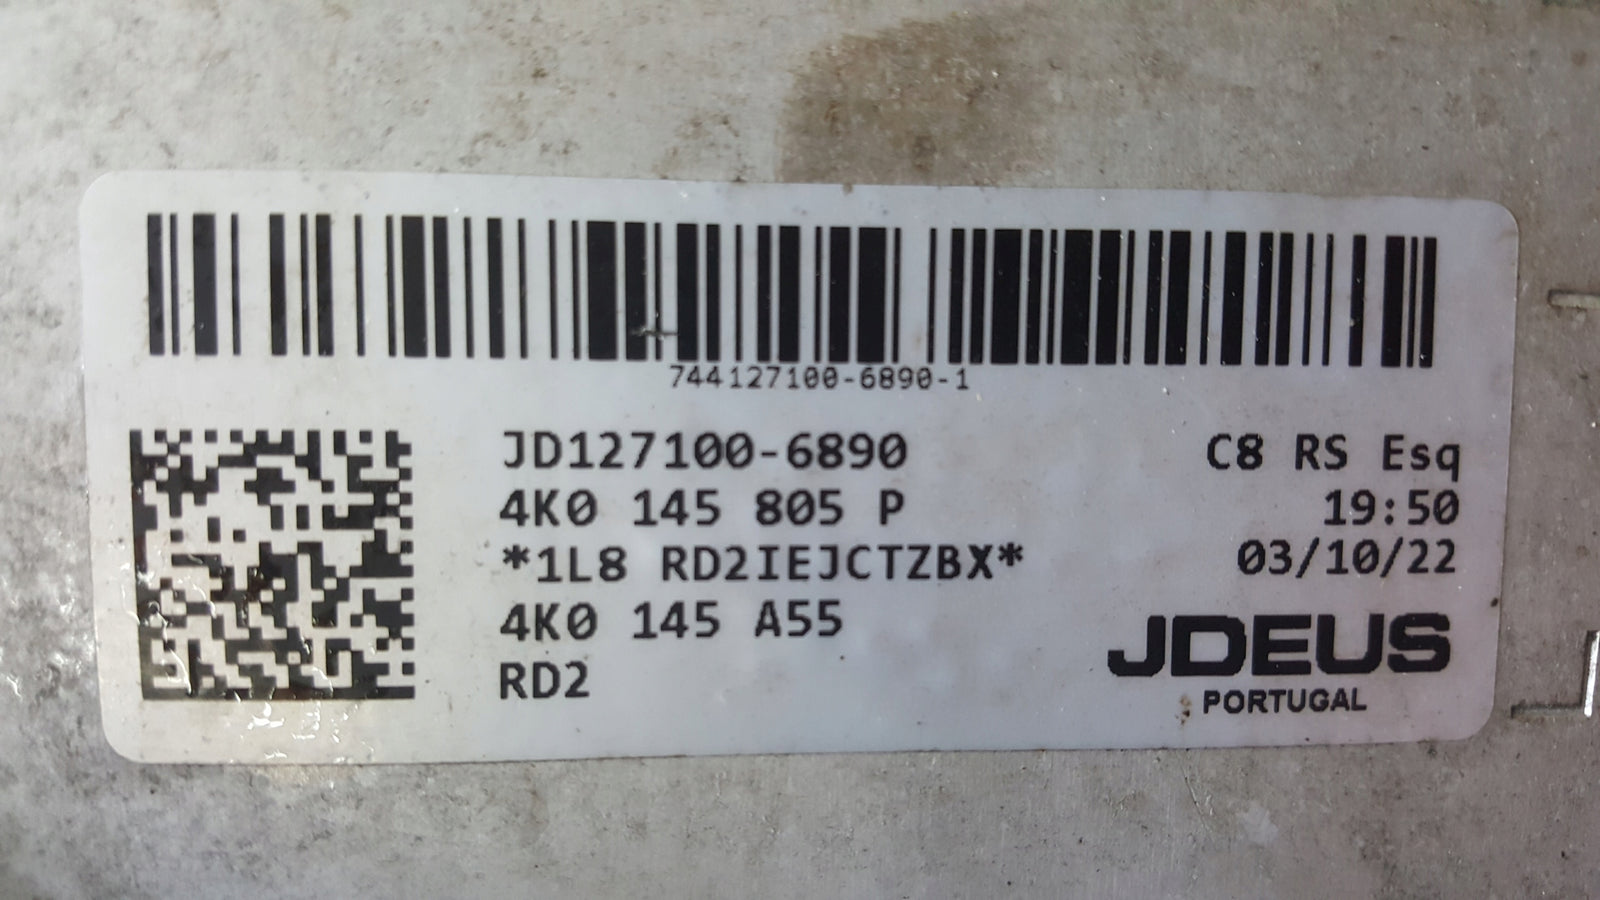 744127100-6890-1
JD127100-6890
4K0 145 805 P
*1L8 RD2IEJCTZBX*
4K0 145 A55
RD2
C8 RS Esq
19:50
03/10/22
JDEUS
PORTUGAL